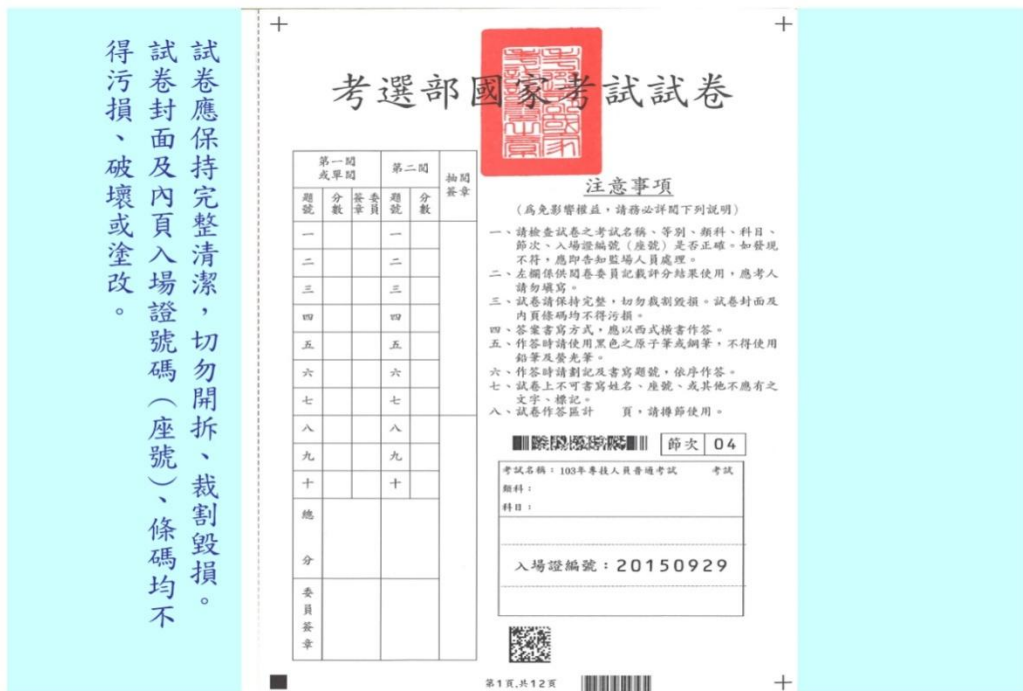 試卷應保持完整清潔，切勿開拆、裁割毀損。
試卷封面及內頁入場證號碼（座號）、條碼均不
得污損、破壞或塗改。
考選部國家考試試卷
第一閱
或單閱
第二閱
抽閱
簽章
題號
分數
委員
簽章
題號
分數
一
一
二
二
三
三
四
四
五
五
六
六
七
七
八
八
九
九
十
十
總分
委員簽章
注意事項
（為免影響權益，請務必詳閱下列說明）
一、請檢查試卷之考試名稱、等別、類科、科目、
節次、入場證編號（座號）是否正確。如發現
不符，應即告知監場人員處理。
二、左欄係供閱卷委員記載評分結果使用，應考人
請勿填寫。
三、試卷請保持完整，切勿裁割毀損。試卷封面及
內頁條碼均不得污損。
四、答案書寫方式，應以西式橫書作答。
五、作答時請使用黑色之原子筆或鋼筆，不得使用
鉛筆及螢光筆。
六、作答時請劃記及書寫題號，依序作答。
七、試卷上不可書寫姓名、座號、或其他不應有之
文字、標記。
八、試卷作答區計　　頁，請撙節使用。
節次 04
考試名稱：103年專技人員普通考試　　考試
類科：
科目：
入場證編號：20150929
第1頁,共12頁